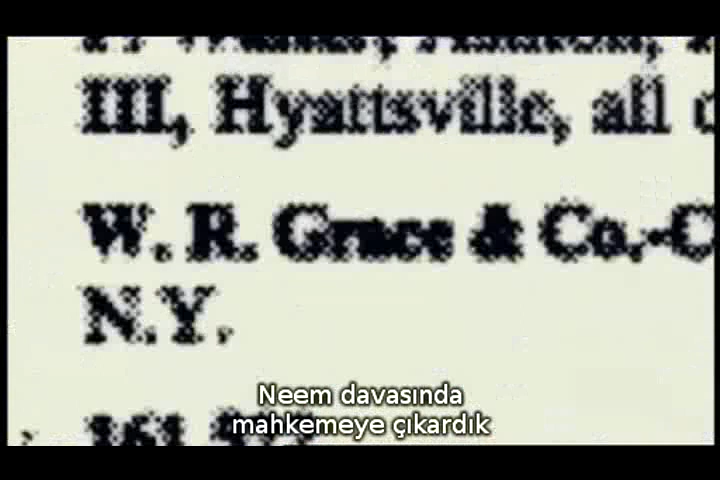 III, Hyattsville, all
W. R. Grace & Co.-C
N.Y.
Neem davasında
mahkemeye çıkardık